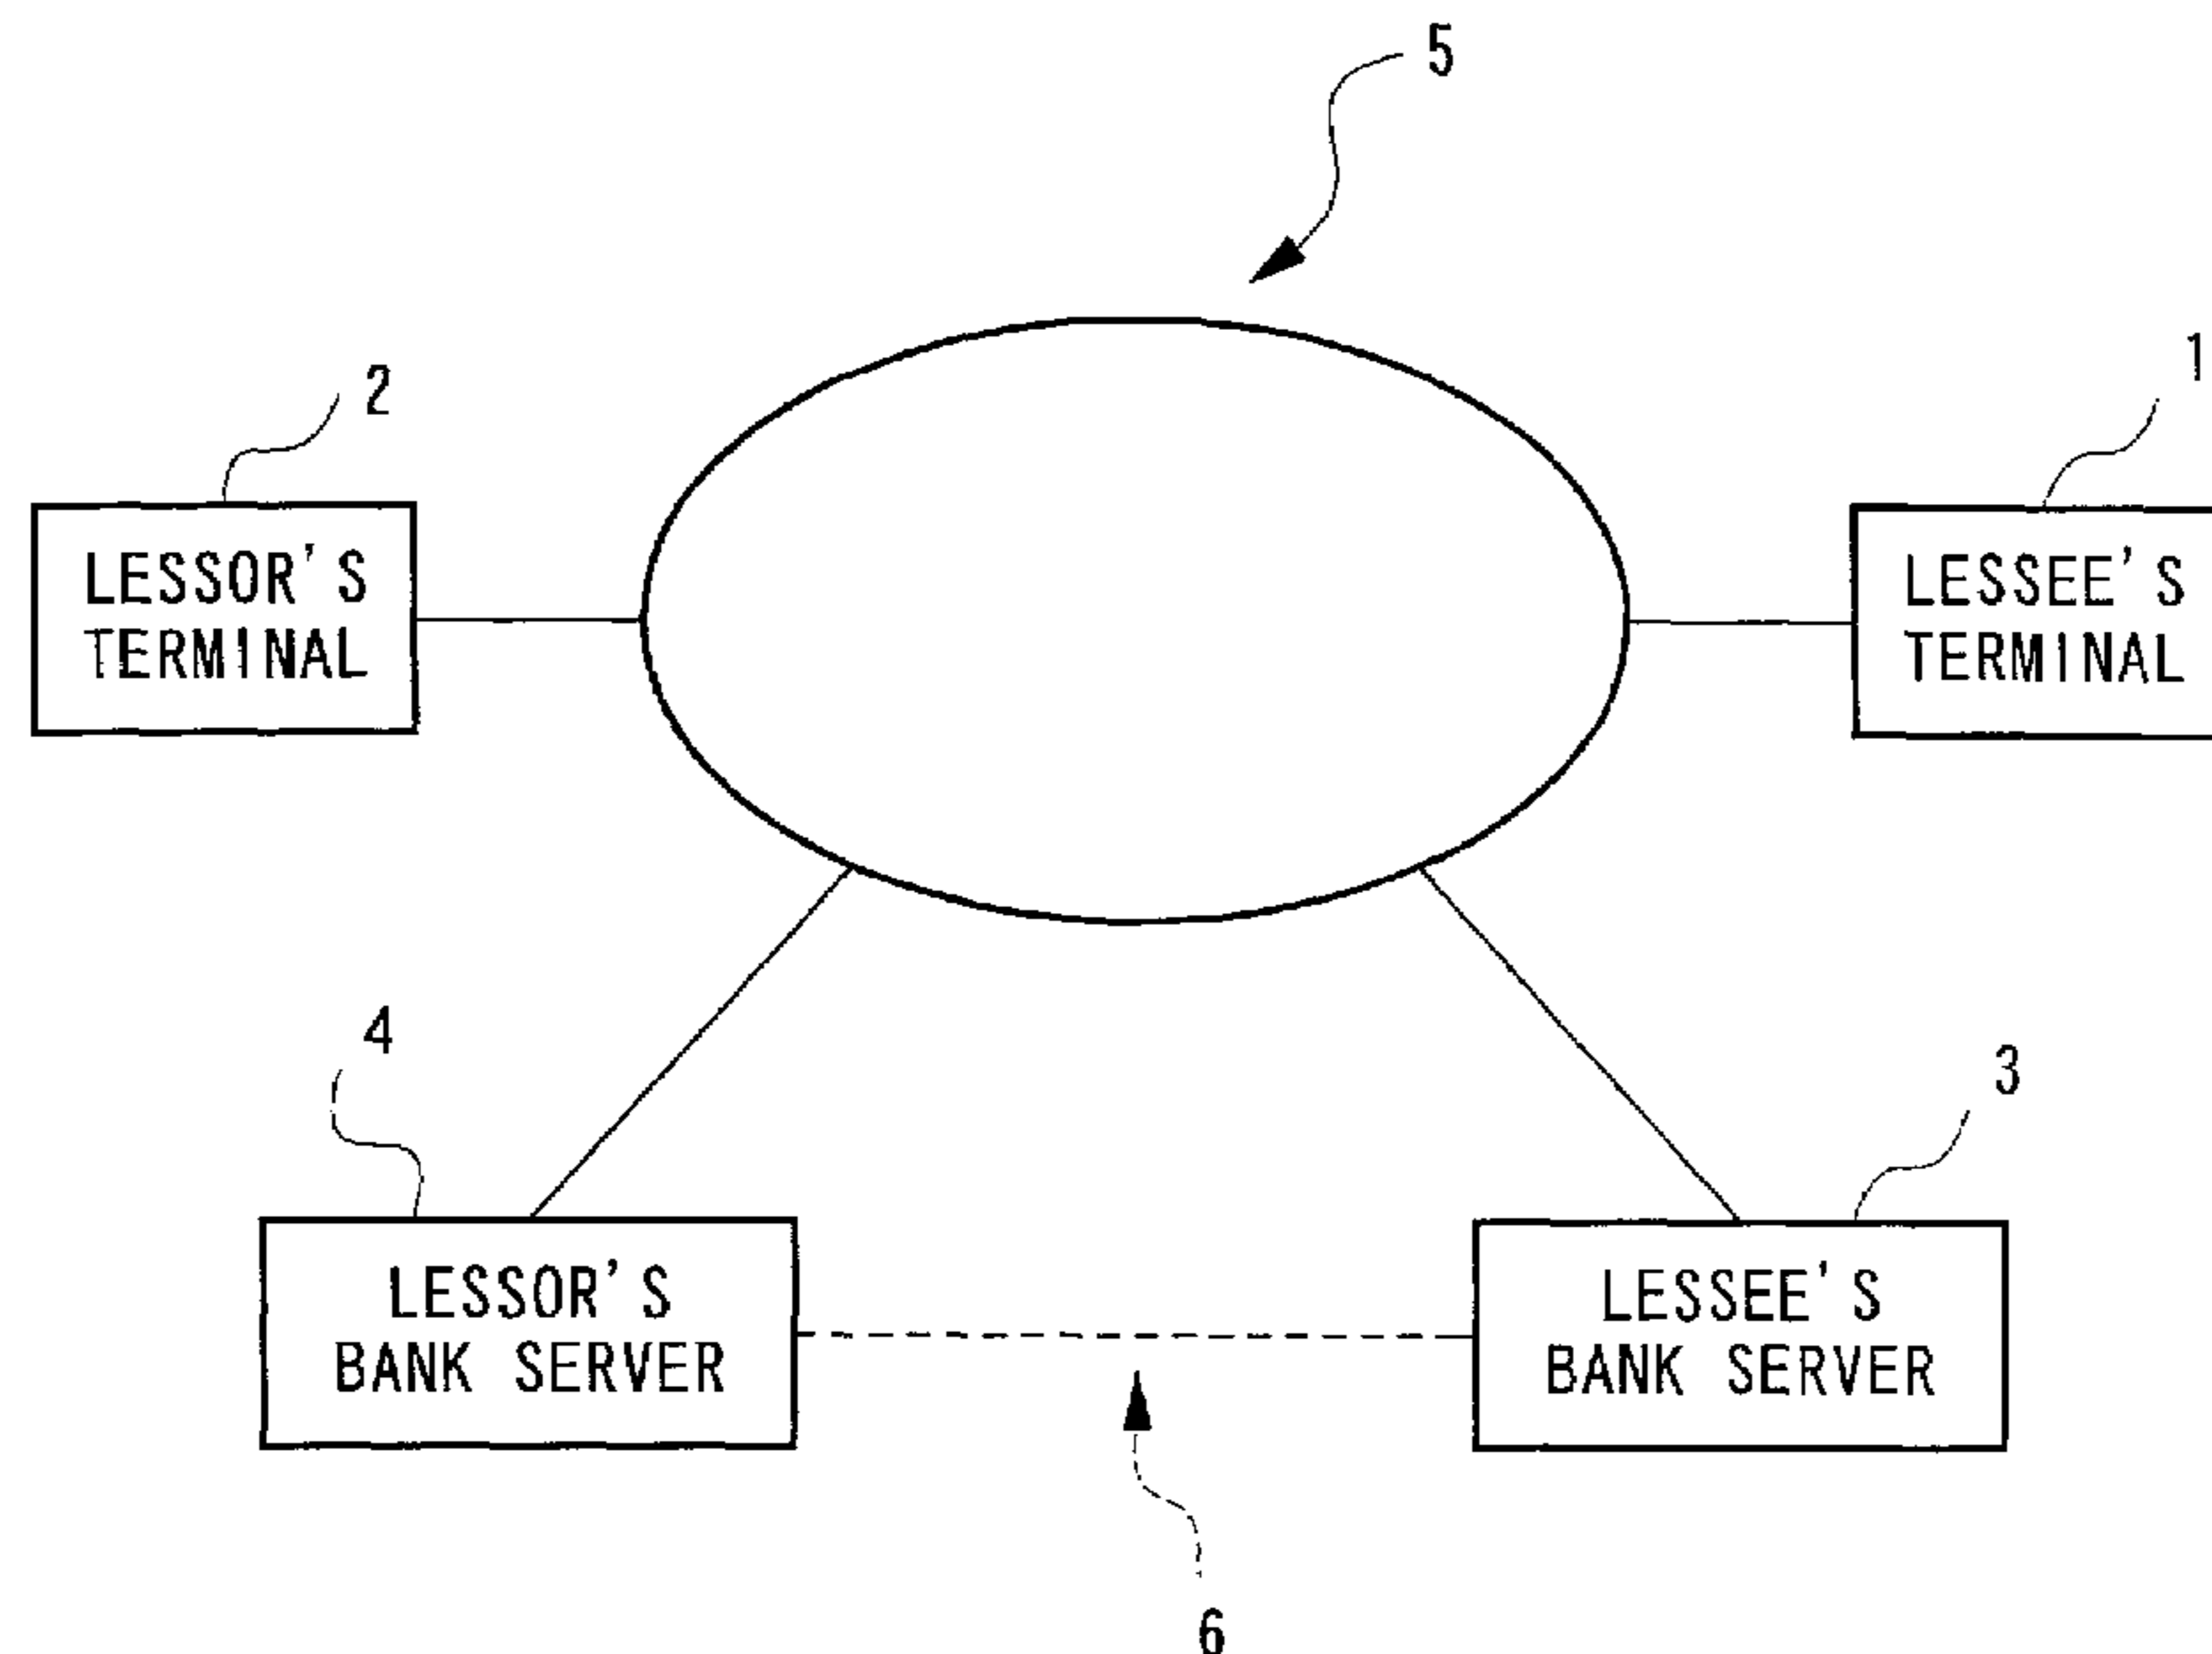 5
2
1
LESSOR'S
TERMINAL
LESSEE'S
TERMINAL
4
3
LESSOR'S
BANK SERVER
LESSEE'S
BANK SERVER
6